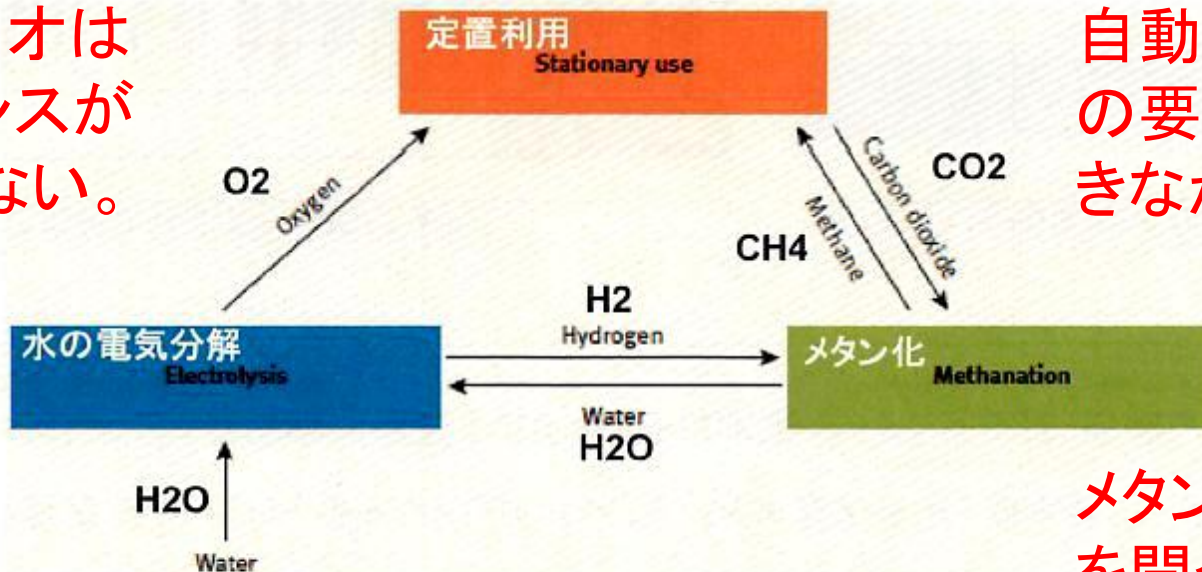 オは
ンスが
ない。
定置利用
Stationary use
自動
の要
きなが
O2
Oxygen
CO2
Carbon dioxide
CH4
Methane
H2
Hydrogen
水の電気分解
Electrolysis
メタン化
Methanation
Water
H2O
H2O
Water
メタン